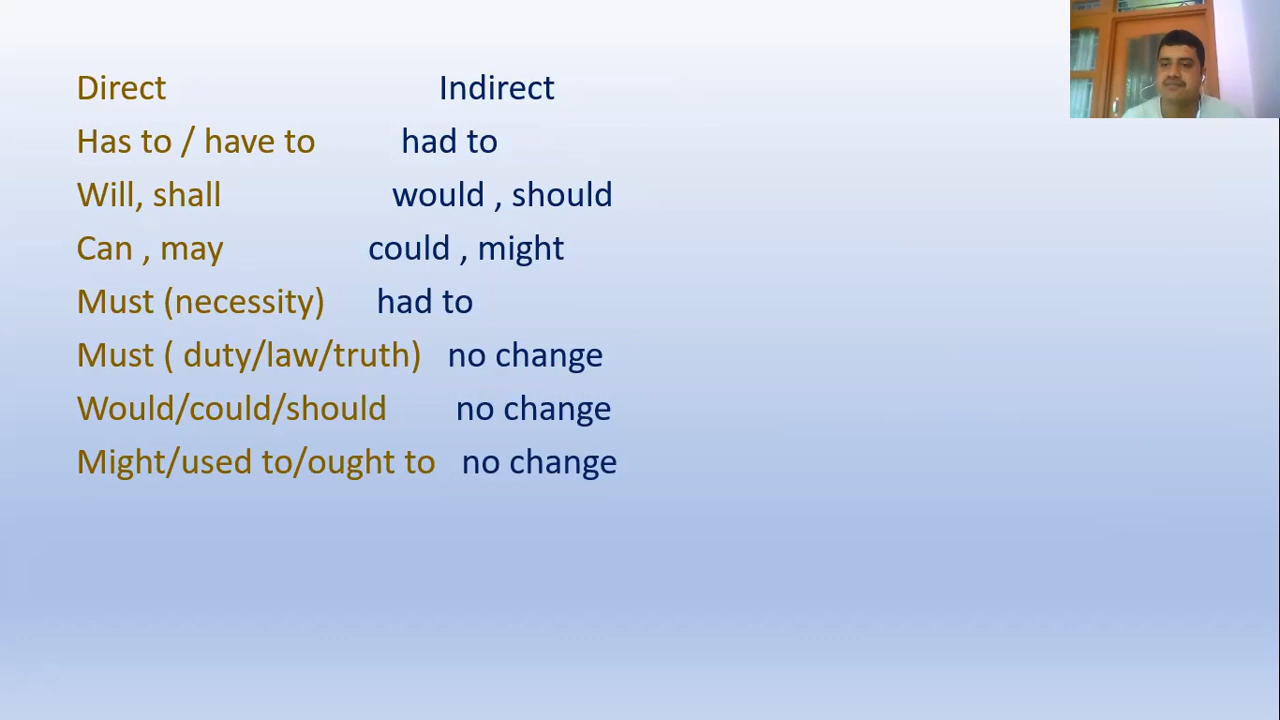 Direct Indirect
Has to / have to had to
Will, shall would , should
Can , may could , might
Must (necessity) had to
Must ( duty/law/truth) no change
Would/could/should no change
Might/used to/ought to no change